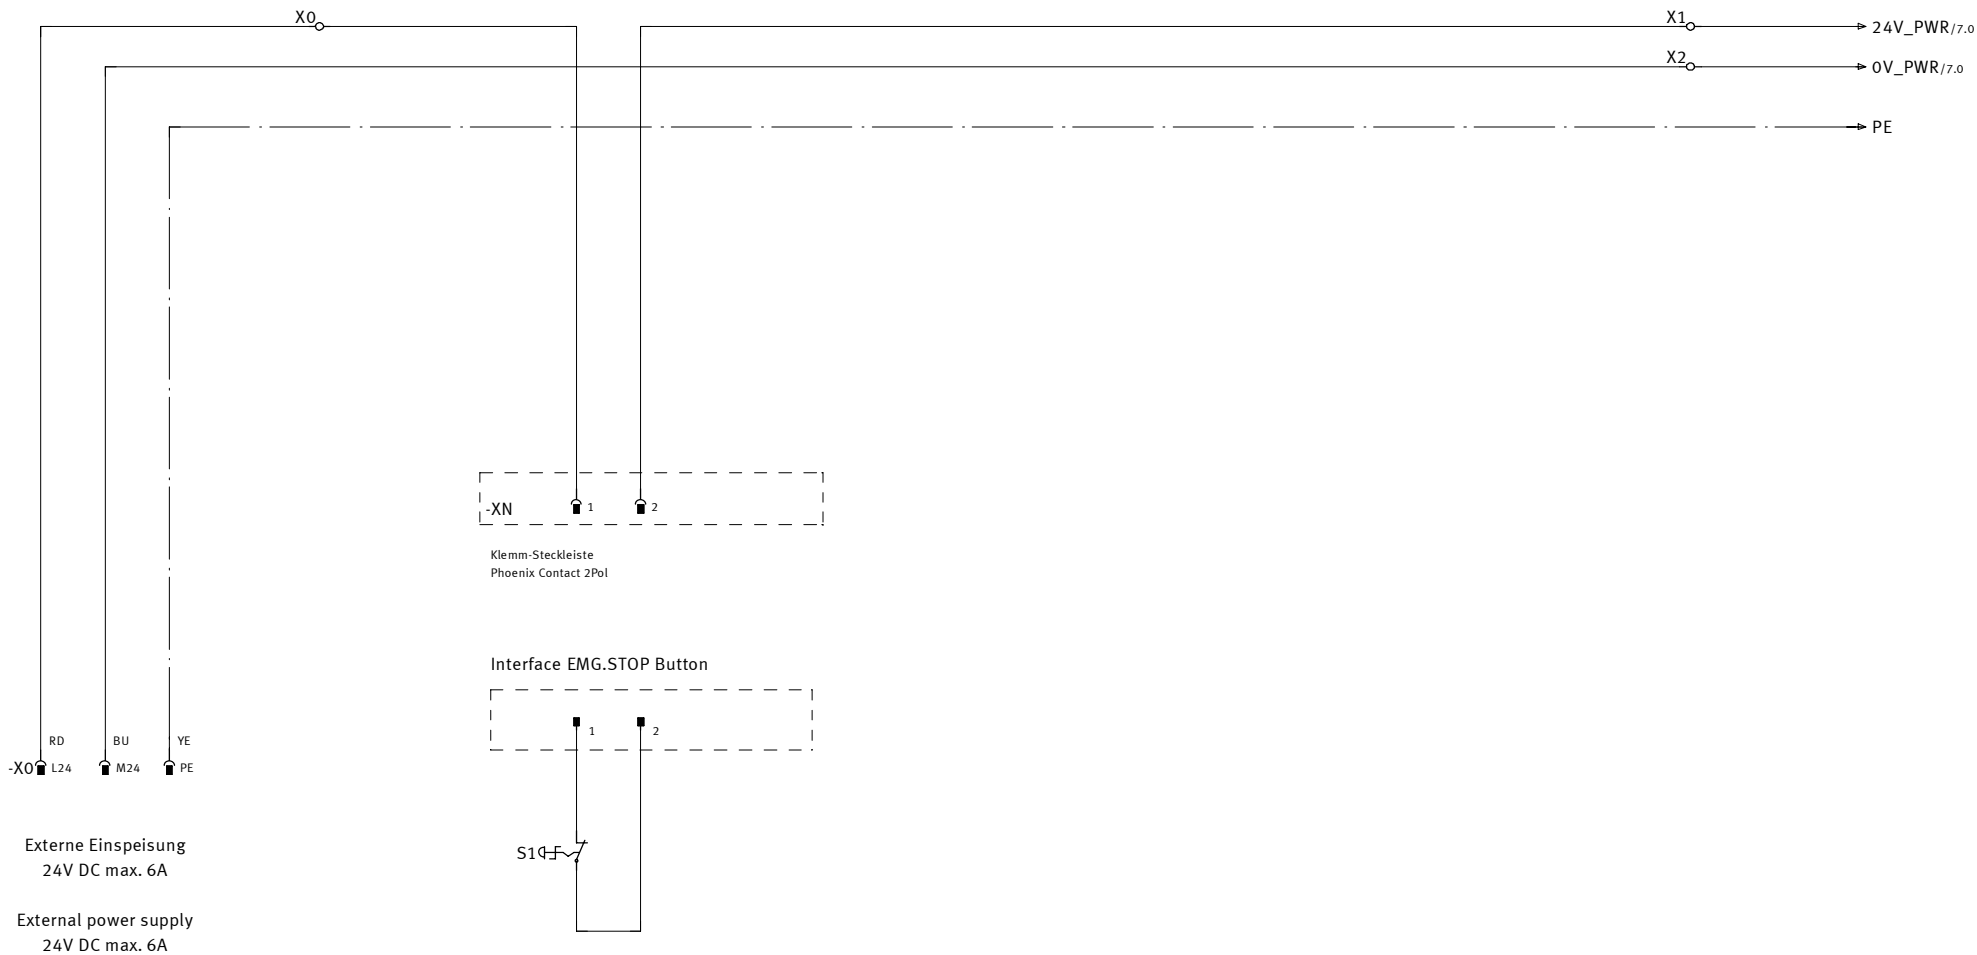 X0
X1
24V_PWR/7.0
X2
0V_PWR/7.0
PE
-XN
1
2
Klemm-Steckleiste
Phoenix Contact 2Pol
Interface EMG.STOP Button
1
2
RD
BU
YE
-X0
L24
M24
PE
S1
Externe Einspeisung
24V DC max. 6A
External power supply
24V DC max. 6A